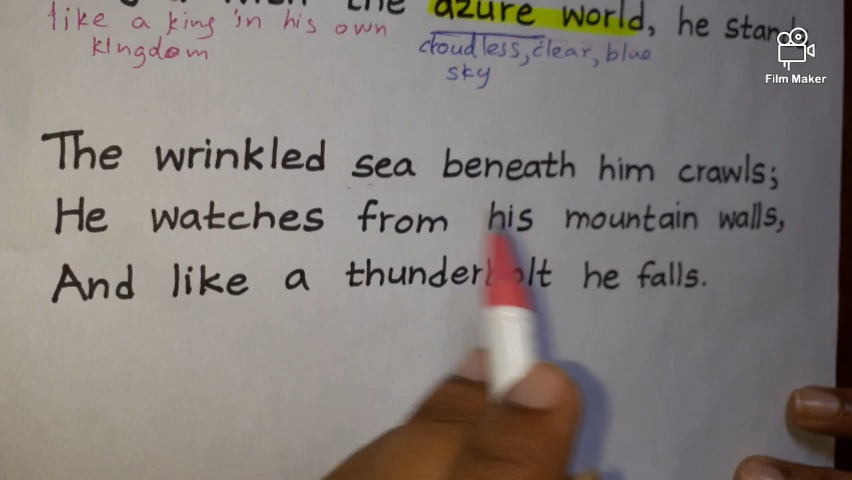 the azure world, he stand
like a king in his own
kingdom
cloudless, clear, blue
sky
Film Maker
The wrinkled sea beneath him crawls;
He watches from his mountain walls,
And like a thunderbolt he falls.